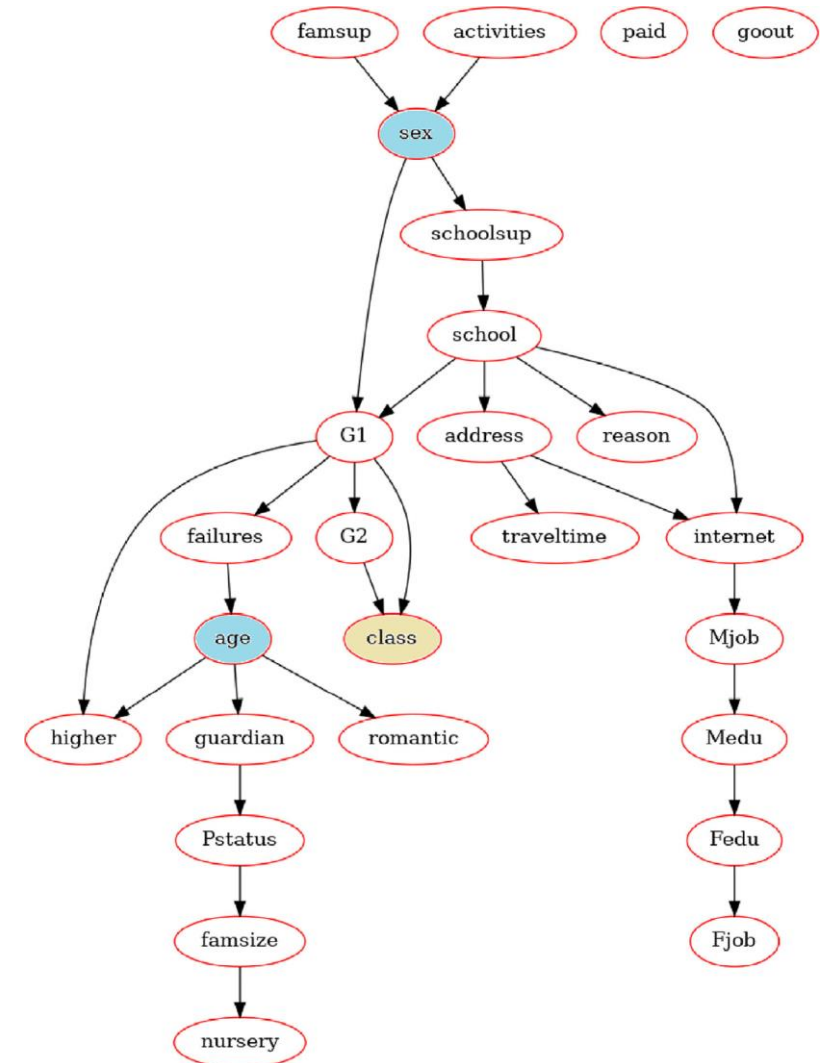 famsup activities paid goout
sex
schoolsup
school
G1 address reason
failures G2 traveltime internet
age class Mjob
higher guardian romantic Medu
Pstatus Fedu
famsize Fjob
nursery